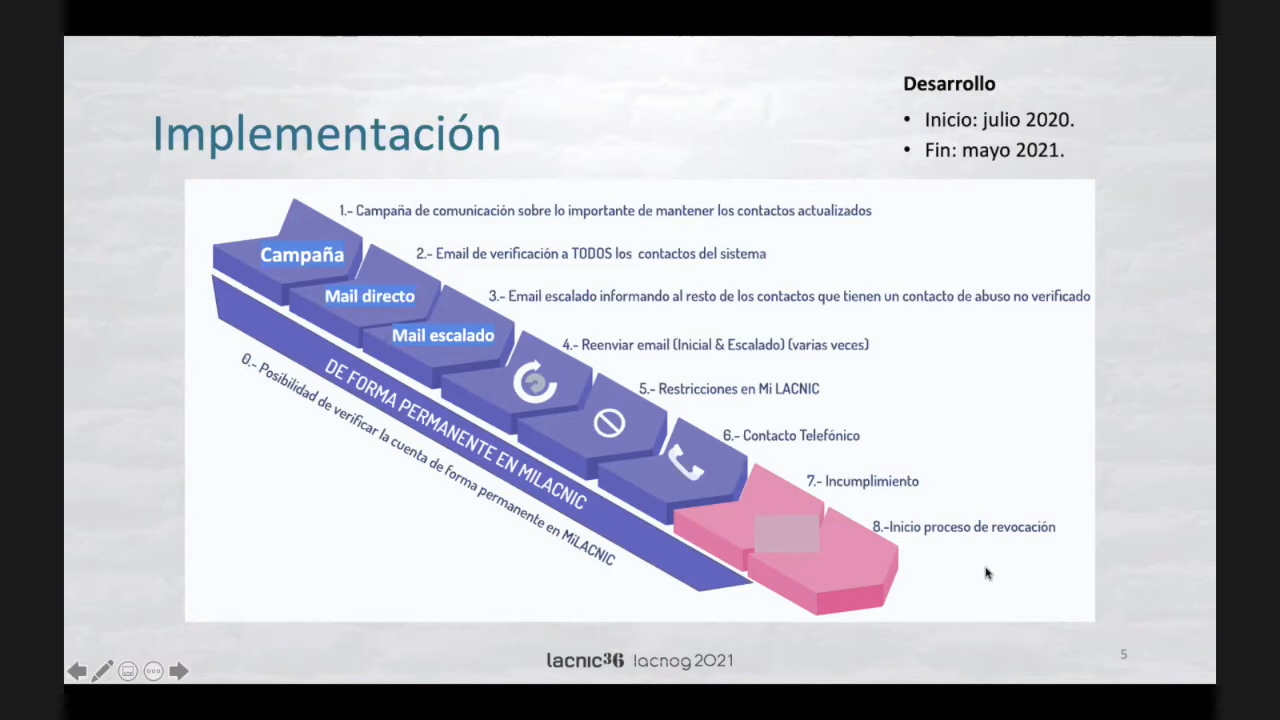 Desarrollo
• Inicio: julio 2020.
• Fin: mayo 2021.
Implementación
1.- Campaña de comunicación sobre lo importante de mantener los contactos actualizados
Campaña
2.- Email de verificación a TODOS los contactos del sistema
Mail directo
3.- Email escalado informando al resto de los contactos que tienen un contacto de abuso no verificado
Mail escalado
4.- Reenviar email (Inicial & Escalado) (varias veces)
5.- Restricciones en Mi LACNIC
6.- Contacto Telefónico
7.- Incumplimiento
8.-Inicio proceso de revocación
DE FORMA PERMANENTE EN MILACNIC
0.- Posibilidad de verificar la cuenta de forma permanente en MiLACNIC
lacnic36 lacnog2021
5